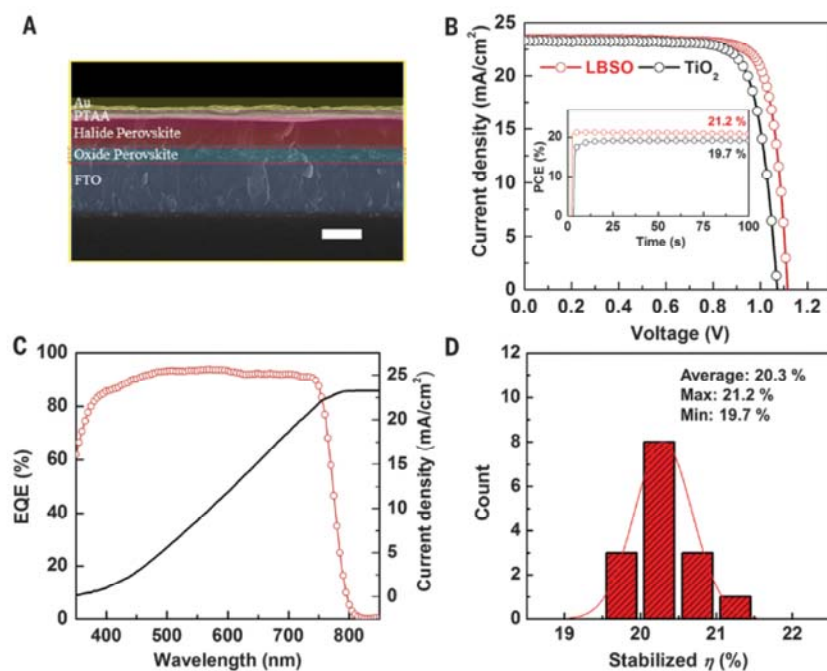 A
Au
PTAA
Halide Perovskite
Oxide Perovskite
FTO
B
Current density (mA/cm²)
25
20
15
10
5
0
LBSO
TiO₂
PCE (%)
20
10
0
21.2 %
19.7 %
0
25
50
75
100
Time (s)
0.0
0.2
0.4
0.6
0.8
1.0
1.2
Voltage (V)
C
EQE (%)
100
80
60
40
20
0
25
20
15
10
5
0
Current density (mA/cm²)
400
500
600
700
800
Wavelength (nm)
D
Count
12
10
8
6
4
2
0
Average: 20.3 %
Max: 21.2 %
Min: 19.7 %
19
20
21
22
Stabilized η (%)